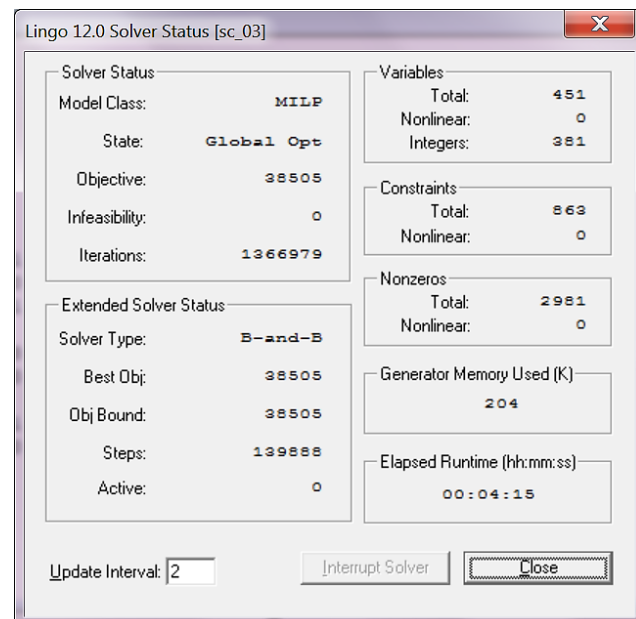 Lingo 12.0 Solver Status [sc_03]
X
Solver Status
Model Class: MILP
State: Global Opt
Objective: 38505
Infeasibility: 0
Iterations: 1366979
Extended Solver Status
Solver Type: B-and-B
Best Obj: 38505
Obj Bound: 38505
Steps: 139888
Active: 0
Variables
Total: 451
Nonlinear: 0
Integers: 381
Constraints
Total: 863
Nonlinear: 0
Nonzeros
Total: 2981
Nonlinear: 0
Generator Memory Used (K)
204
Elapsed Runtime (hh:mm:ss)
00:04:15
Update Interval: 2
Interrupt Solver
Close